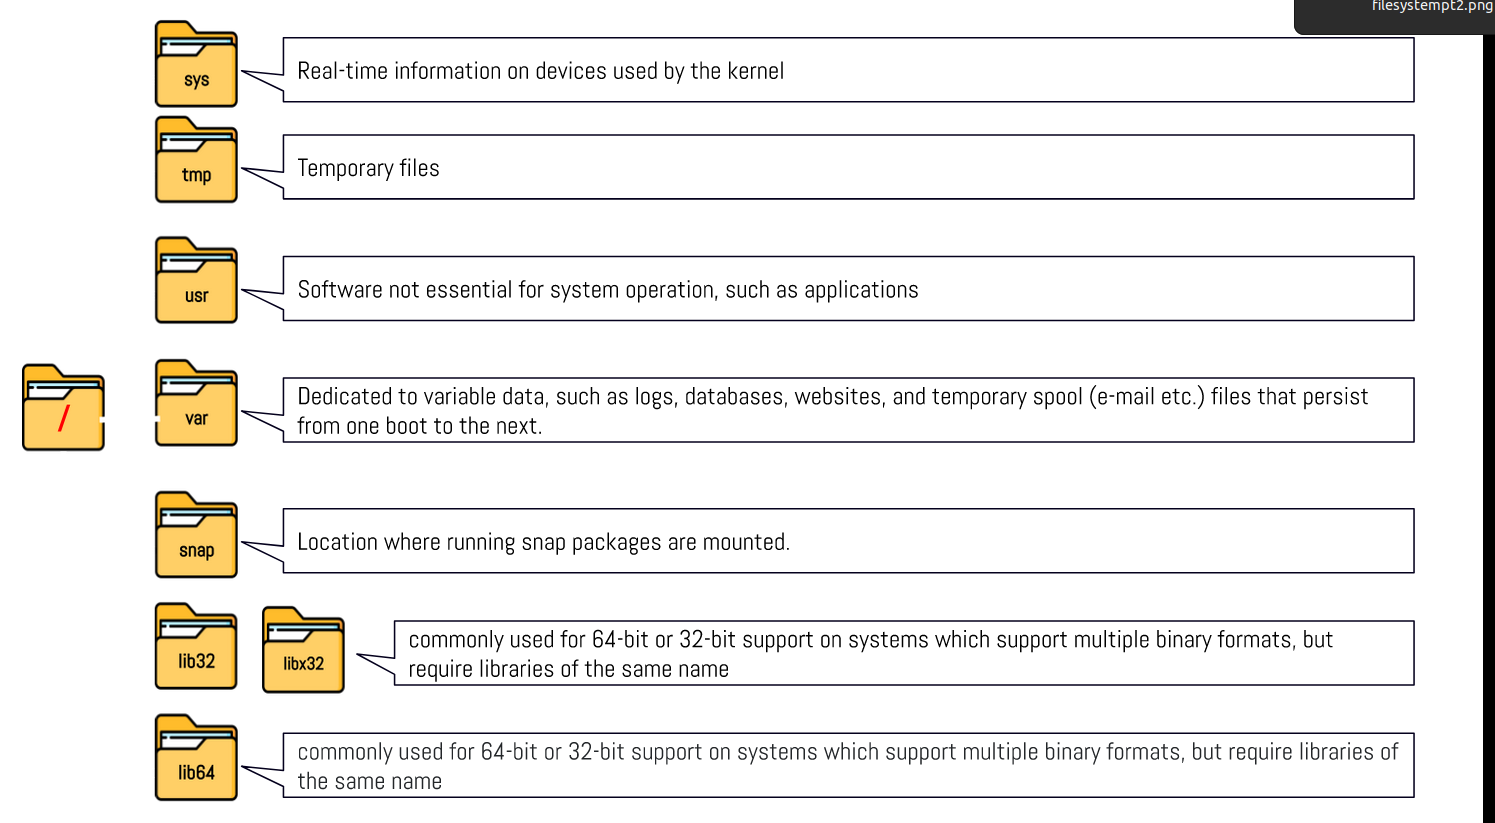 filesystempt2.png
sys
Real-time information on devices used by the kernel
tmp
Temporary files
usr
Software not essential for system operation, such as applications
/
var
Dedicated to variable data, such as logs, databases, websites, and temporary spool (e-mail etc.) files that persist
from one boot to the next.
snap
Location where running snap packages are mounted.
lib32
libx32
commonly used for 64-bit or 32-bit support on systems which support multiple binary formats, but
require libraries of the same name
lib64
commonly used for 64-bit or 32-bit support on systems which support multiple binary formats, but require libraries of
the same name